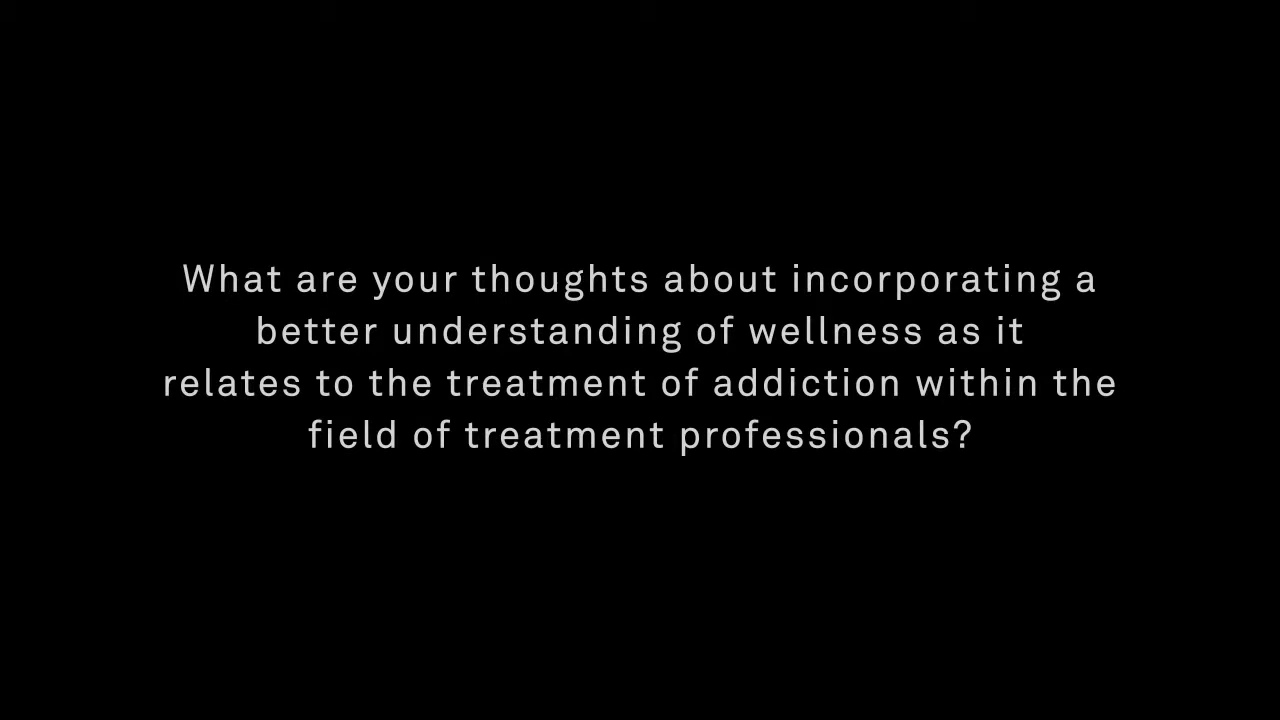 What are your thoughts about incorporating a
better understanding of wellness as it
relates to the treatment of addiction within the
field of treatment professionals?